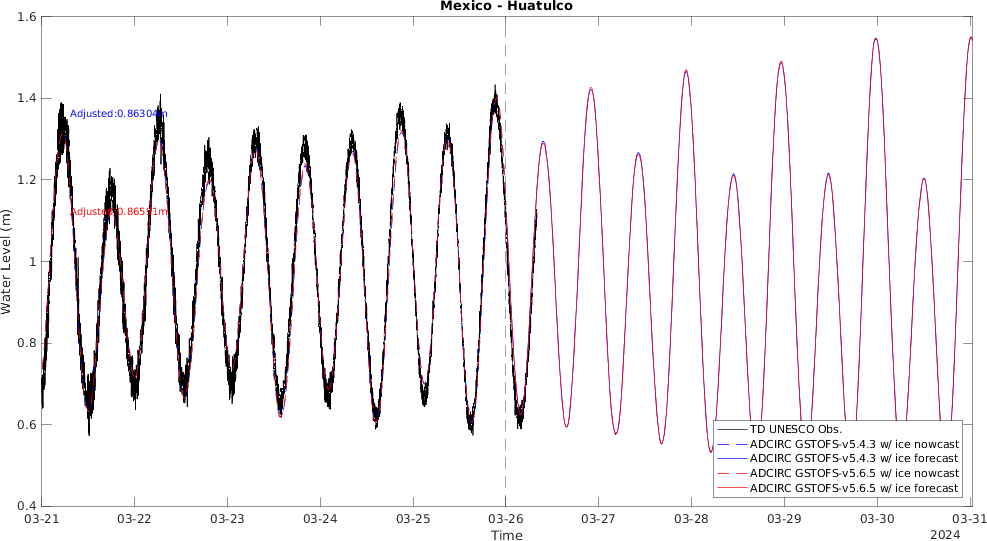 Mexico - Huatulco
1.6
1.4
1.2
1
0.8
0.6
0.4
Water Level (m)
Adjusted:0.86304m
Adjusted:0.86591m
TD UNESCO Obs.
ADCIRC GSTOFS-v5.4.3 w/ ice nowcast
ADCIRC GSTOFS-v5.4.3 w/ ice forecast
ADCIRC GSTOFS-v5.6.5 w/ ice nowcast
ADCIRC GSTOFS-v5.6.5 w/ ice forecast
03-21 03-22 03-23 03-24 03-25 03-26 03-27 03-28 03-29 03-30 03-31
Time
2024